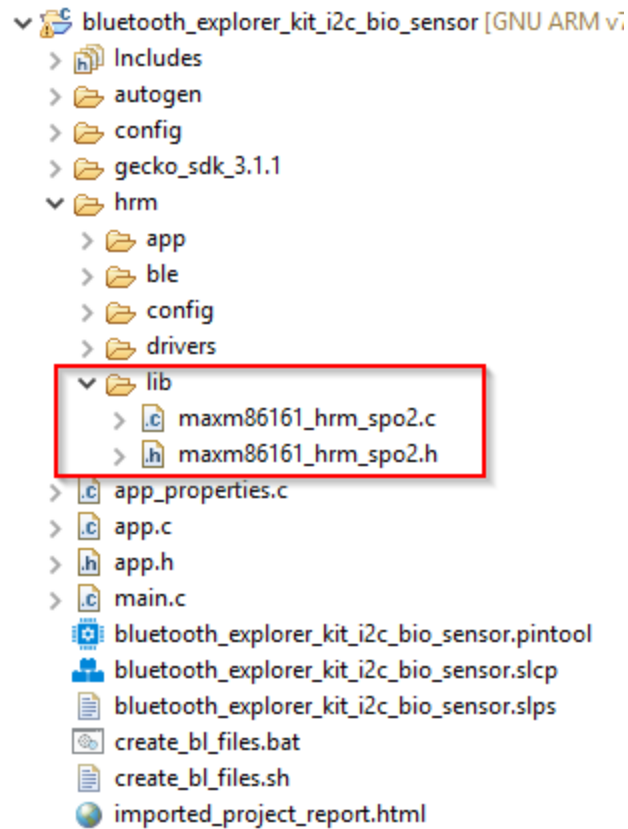 bluetooth_explorer_kit_i2c_bio_sensor [GNU ARM v7
Includes
autogen
config
gecko_sdk_3.1.1
hrm
app
ble
config
drivers
lib
maxm86161_hrm_spo2.c
maxm86161_hrm_spo2.h
app_properties.c
app.c
app.h
main.c
bluetooth_explorer_kit_i2c_bio_sensor.pintool
bluetooth_explorer_kit_i2c_bio_sensor.slcp
bluetooth_explorer_kit_i2c_bio_sensor.slps
create_bl_files.bat
create_bl_files.sh
imported_project_report.html